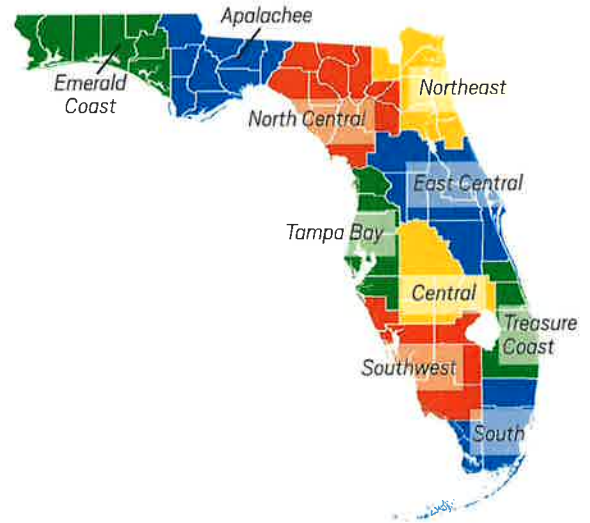 Apalachee
Emerald
Coast
Northeast
North Central
East Central
Tampa Bay
Central
Treasure
Coast
Southwest
South